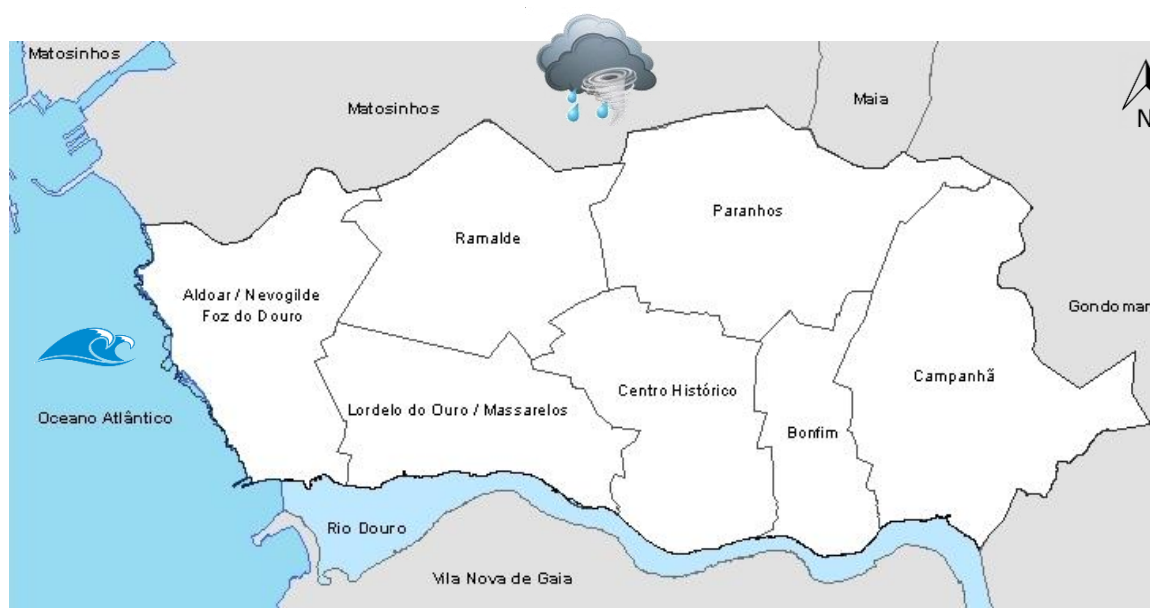 Matosinhos
Matosinhos
Maia
N
Paranhos
Ramalde
Aldoar / Nevogilde
Foz do Douro
Gondomar
Campanhã
Centro Histórico
Lordelo do Ouro / Massarelos
Oceano Atlântico
Bonfim
Rio Douro
Vila Nova de Gaia